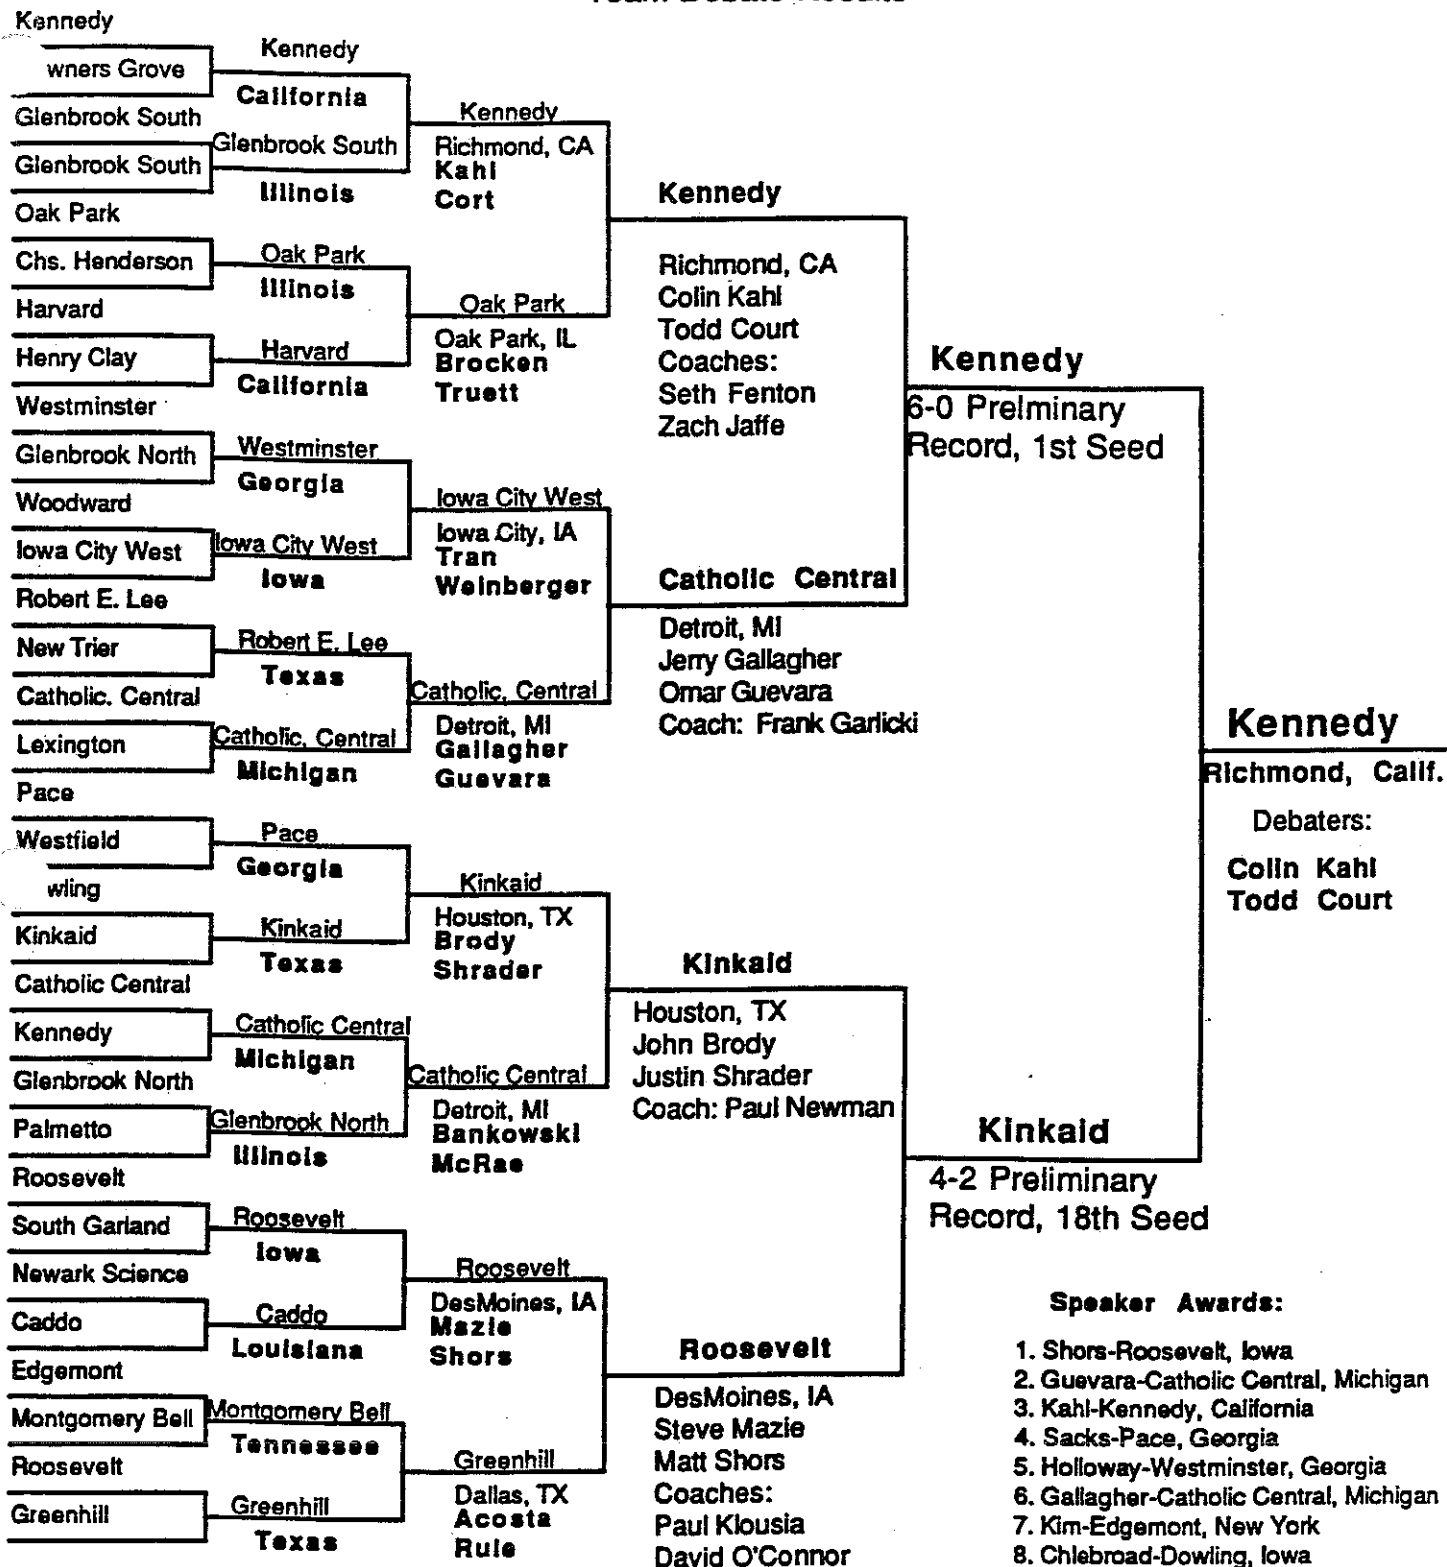 Team Debate Results
Kennedy
wners Grove
Glenbrook South
Glenbrook South
Oak Park
Chs. Henderson
Harvard
Henry Clay
Westminster
Glenbrook North
Woodward
Iowa City West
Robert E. Lee
New Trier
Catholic. Central
Lexington
Pace
Westfield
wling
Kinkaid
Catholic Central
Kennedy
Glenbrook North
Palmetto
Roosevelt
South Garland
Newark Science
Caddo
Edgemont
Montgomery Bell
Roosevelt
Greenhill
Kennedy
California
Glenbrook South
Illinois
Oak Park
Illinois
Harvard
California
Westminster
Georgia
Iowa City West
Iowa
Robert E. Lee
Texas
Catholic. Central
Michigan
Pace
Georgia
Kinkaid
Texas
Catholic Central
Michigan
Glenbrook North
Illinois
Roosevelt
Iowa
Caddo
Louisiana
Montgomery Bell
Tennessee
Greenhill
Texas
Kennedy
Richmond, CA
Kahl
Cort
Oak Park
Oak Park, IL
Brocken
Truett
Iowa City West
Iowa City, IA
Tran
Weinberger
Catholic, Central
Detroit, MI
Gallagher
Guevara
Kinkaid
Houston, TX
Brody
Shrader
Catholic Central
Detroit, MI
Bankowski
McRae
Roosevelt
DesMoines, IA
Mazie
Shors
Greenhill
Dallas, TX
Acosta
Rule
Kennedy
Richmond, CA
Colin Kahl
Todd Court
Coaches:
Seth Fenton
Zach Jaffe
Catholic Central
Detroit, MI
Jerry Gallagher
Omar Guevara
Coach: Frank Garlicki
Kinkaid
Houston, TX
John Brody
Justin Shrader
Coach: Paul Newman
Roosevelt
DesMoines, IA
Steve Mazie
Matt Shors
Coaches:
Paul Klousia
David O'Connor
Kennedy
6-0 Prelminary
Record, 1st Seed
Kinkaid
4-2 Preliminary
Record, 18th Seed
Kennedy
Richmond, Calif.
Debaters:
Colin Kahl
Todd Court
Speaker Awards:
1. Shors-Roosevelt, Iowa
2. Guevara-Catholic Central, Michigan
3. Kahl-Kennedy, California
4. Sacks-Pace, Georgia
5. Holloway-Westminster, Georgia
6. Gallagher-Catholic Central, Michigan
7. Kim-Edgemont, New York
8. Chlebroad-Dowling, Iowa